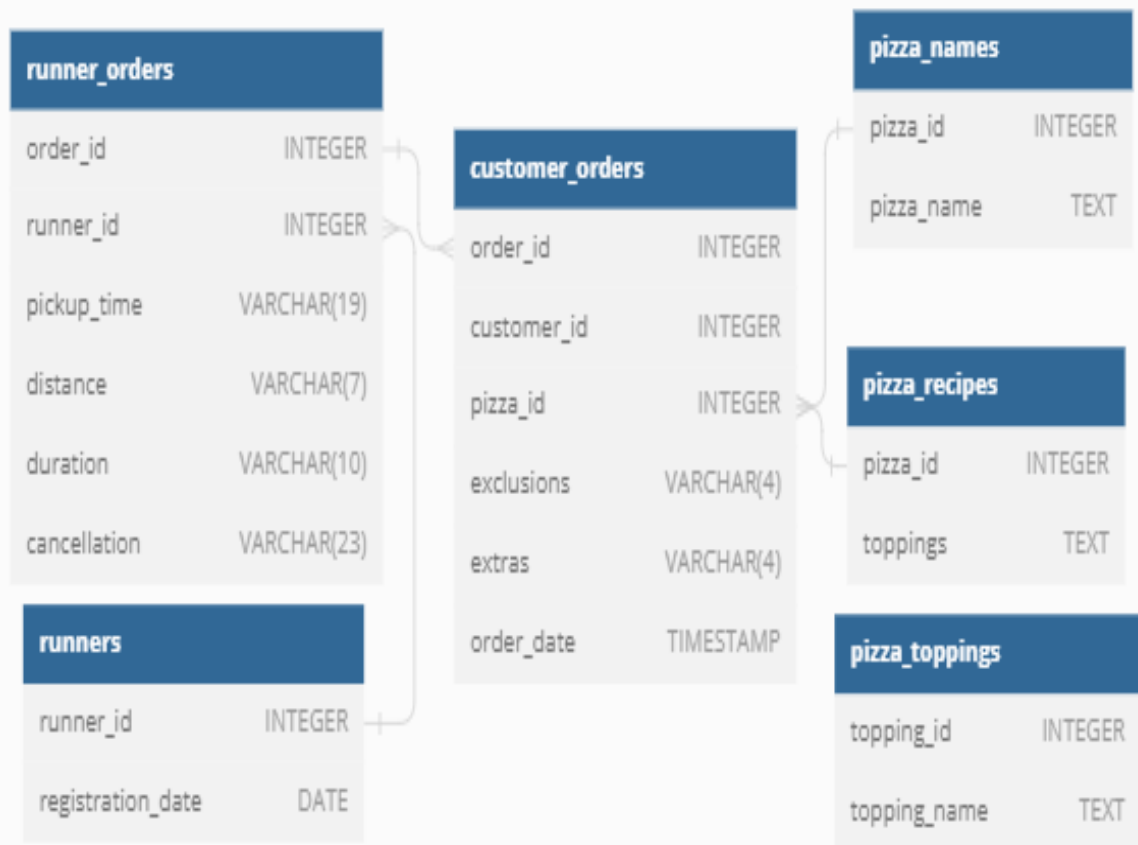 runner_orders
order_id INTEGER
runner_id INTEGER
pickup_time VARCHAR(19)
distance VARCHAR(7)
duration VARCHAR(10)
cancellation VARCHAR(23)
runners
runner_id INTEGER
registration_date DATE
customer_orders
order_id INTEGER
customer_id INTEGER
pizza_id INTEGER
exclusions VARCHAR(4)
extras VARCHAR(4)
order_date TIMESTAMP
pizza_names
pizza_id INTEGER
pizza_name TEXT
pizza_recipes
pizza_id INTEGER
toppings TEXT
pizza_toppings
topping_id INTEGER
topping_name TEXT